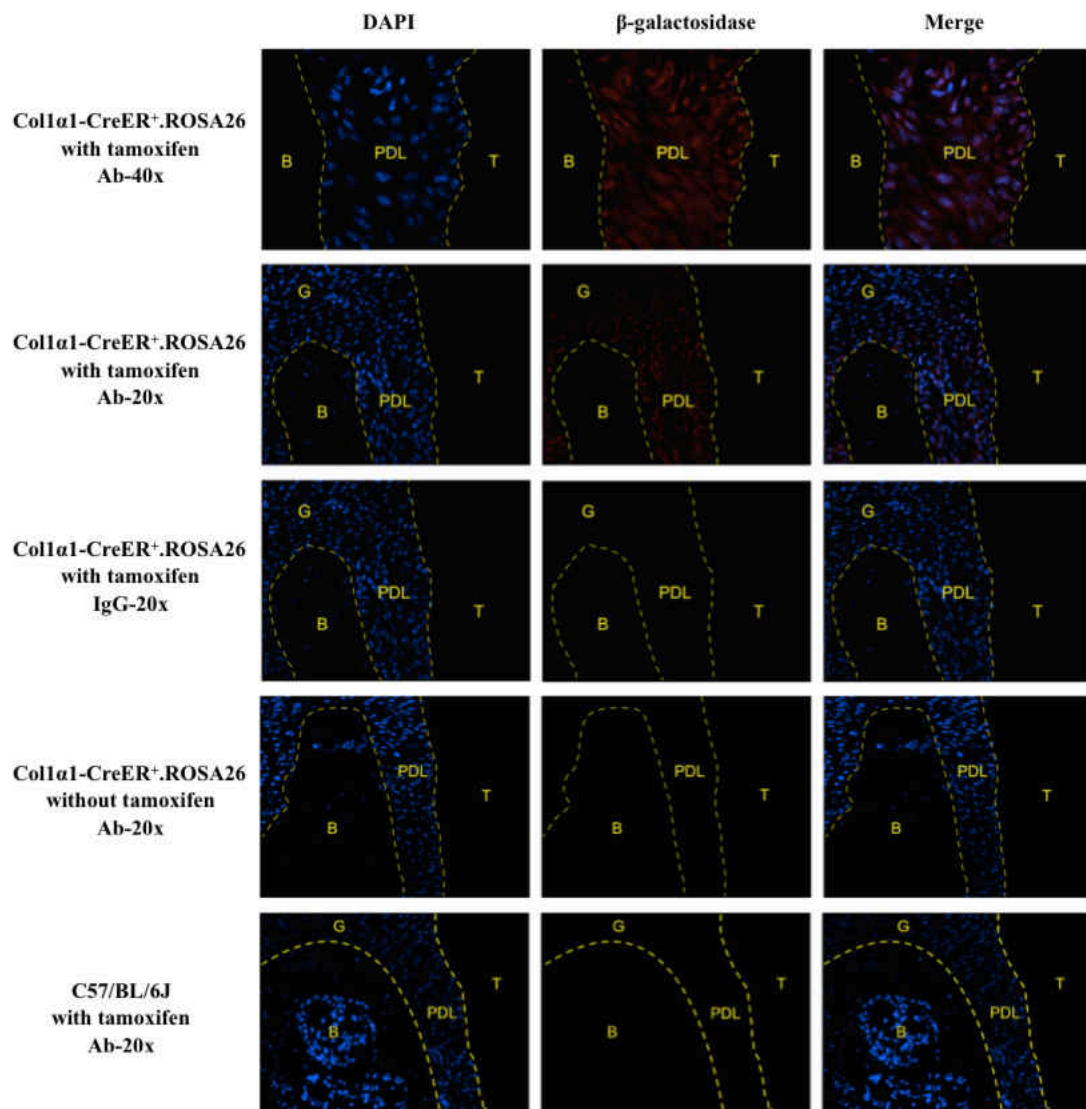 DAPI β-galactosidase Merge
Col1α1-CreER⁺.ROSA26
with tamoxifen
Ab-40x
B PDL T B PDL T B PDL T
Col1α1-CreER⁺.ROSA26
with tamoxifen
Ab-20x
G G G
T T T
B PDL B PDL B PDL
Col1α1-CreER⁺.ROSA26
with tamoxifen
IgG-20x
G G G
PDL PDL PDL
B T B T B T
Col1α1-CreER⁺.ROSA26
without tamoxifen
Ab-20x
PDL PDL PDL
T T T
B B B
C57/BL/6J
with tamoxifen
Ab-20x
G G G
T T T
B PDL B PDL B PDL